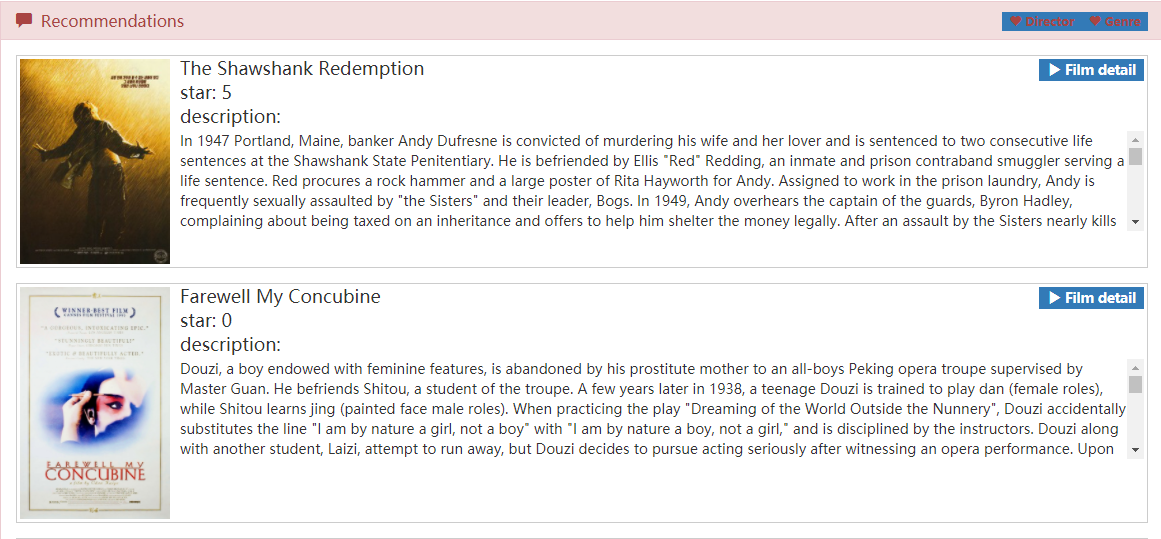 Recommendations
♥ Director ♥ Genre
The Shawshank Redemption
Film detail
star: 5
description:
In 1947 Portland, Maine, banker Andy Dufresne is convicted of murdering his wife and her lover and is sentenced to two consecutive life
sentences at the Shawshank State Penitentiary. He is befriended by Ellis "Red" Redding, an inmate and prison contraband smuggler serving a
life sentence. Red procures a rock hammer and a large poster of Rita Hayworth for Andy. Assigned to work in the prison laundry, Andy is
frequently sexually assaulted by "the Sisters" and their leader, Bogs. In 1949, Andy overhears the captain of the guards, Byron Hadley,
complaining about being taxed on an inheritance and offers to help him shelter the money legally. After an assault by the Sisters nearly kills
WINNER-BEST FILM
"STUNNINGLY BEAUTIFUL!"
FAREWELL MY
CONCUBINE
Farewell My Concubine
Film detail
star: 0
description:
Douzi, a boy endowed with feminine features, is abandoned by his prostitute mother to an all-boys Peking opera troupe supervised by
Master Guan. He befriends Shitou, a student of the troupe. A few years later in 1938, a teenage Douzi is trained to play dan (female roles),
while Shitou learns jing (painted face male roles). When practicing the play "Dreaming of the World Outside the Nunnery", Douzi accidentally
substitutes the line "I am by nature a girl, not a boy" with "I am by nature a boy, not a girl," and is disciplined by the instructors. Douzi along
with another student, Laizi, attempt to run away, but Douzi decides to pursue acting seriously after witnessing an opera performance. Upon